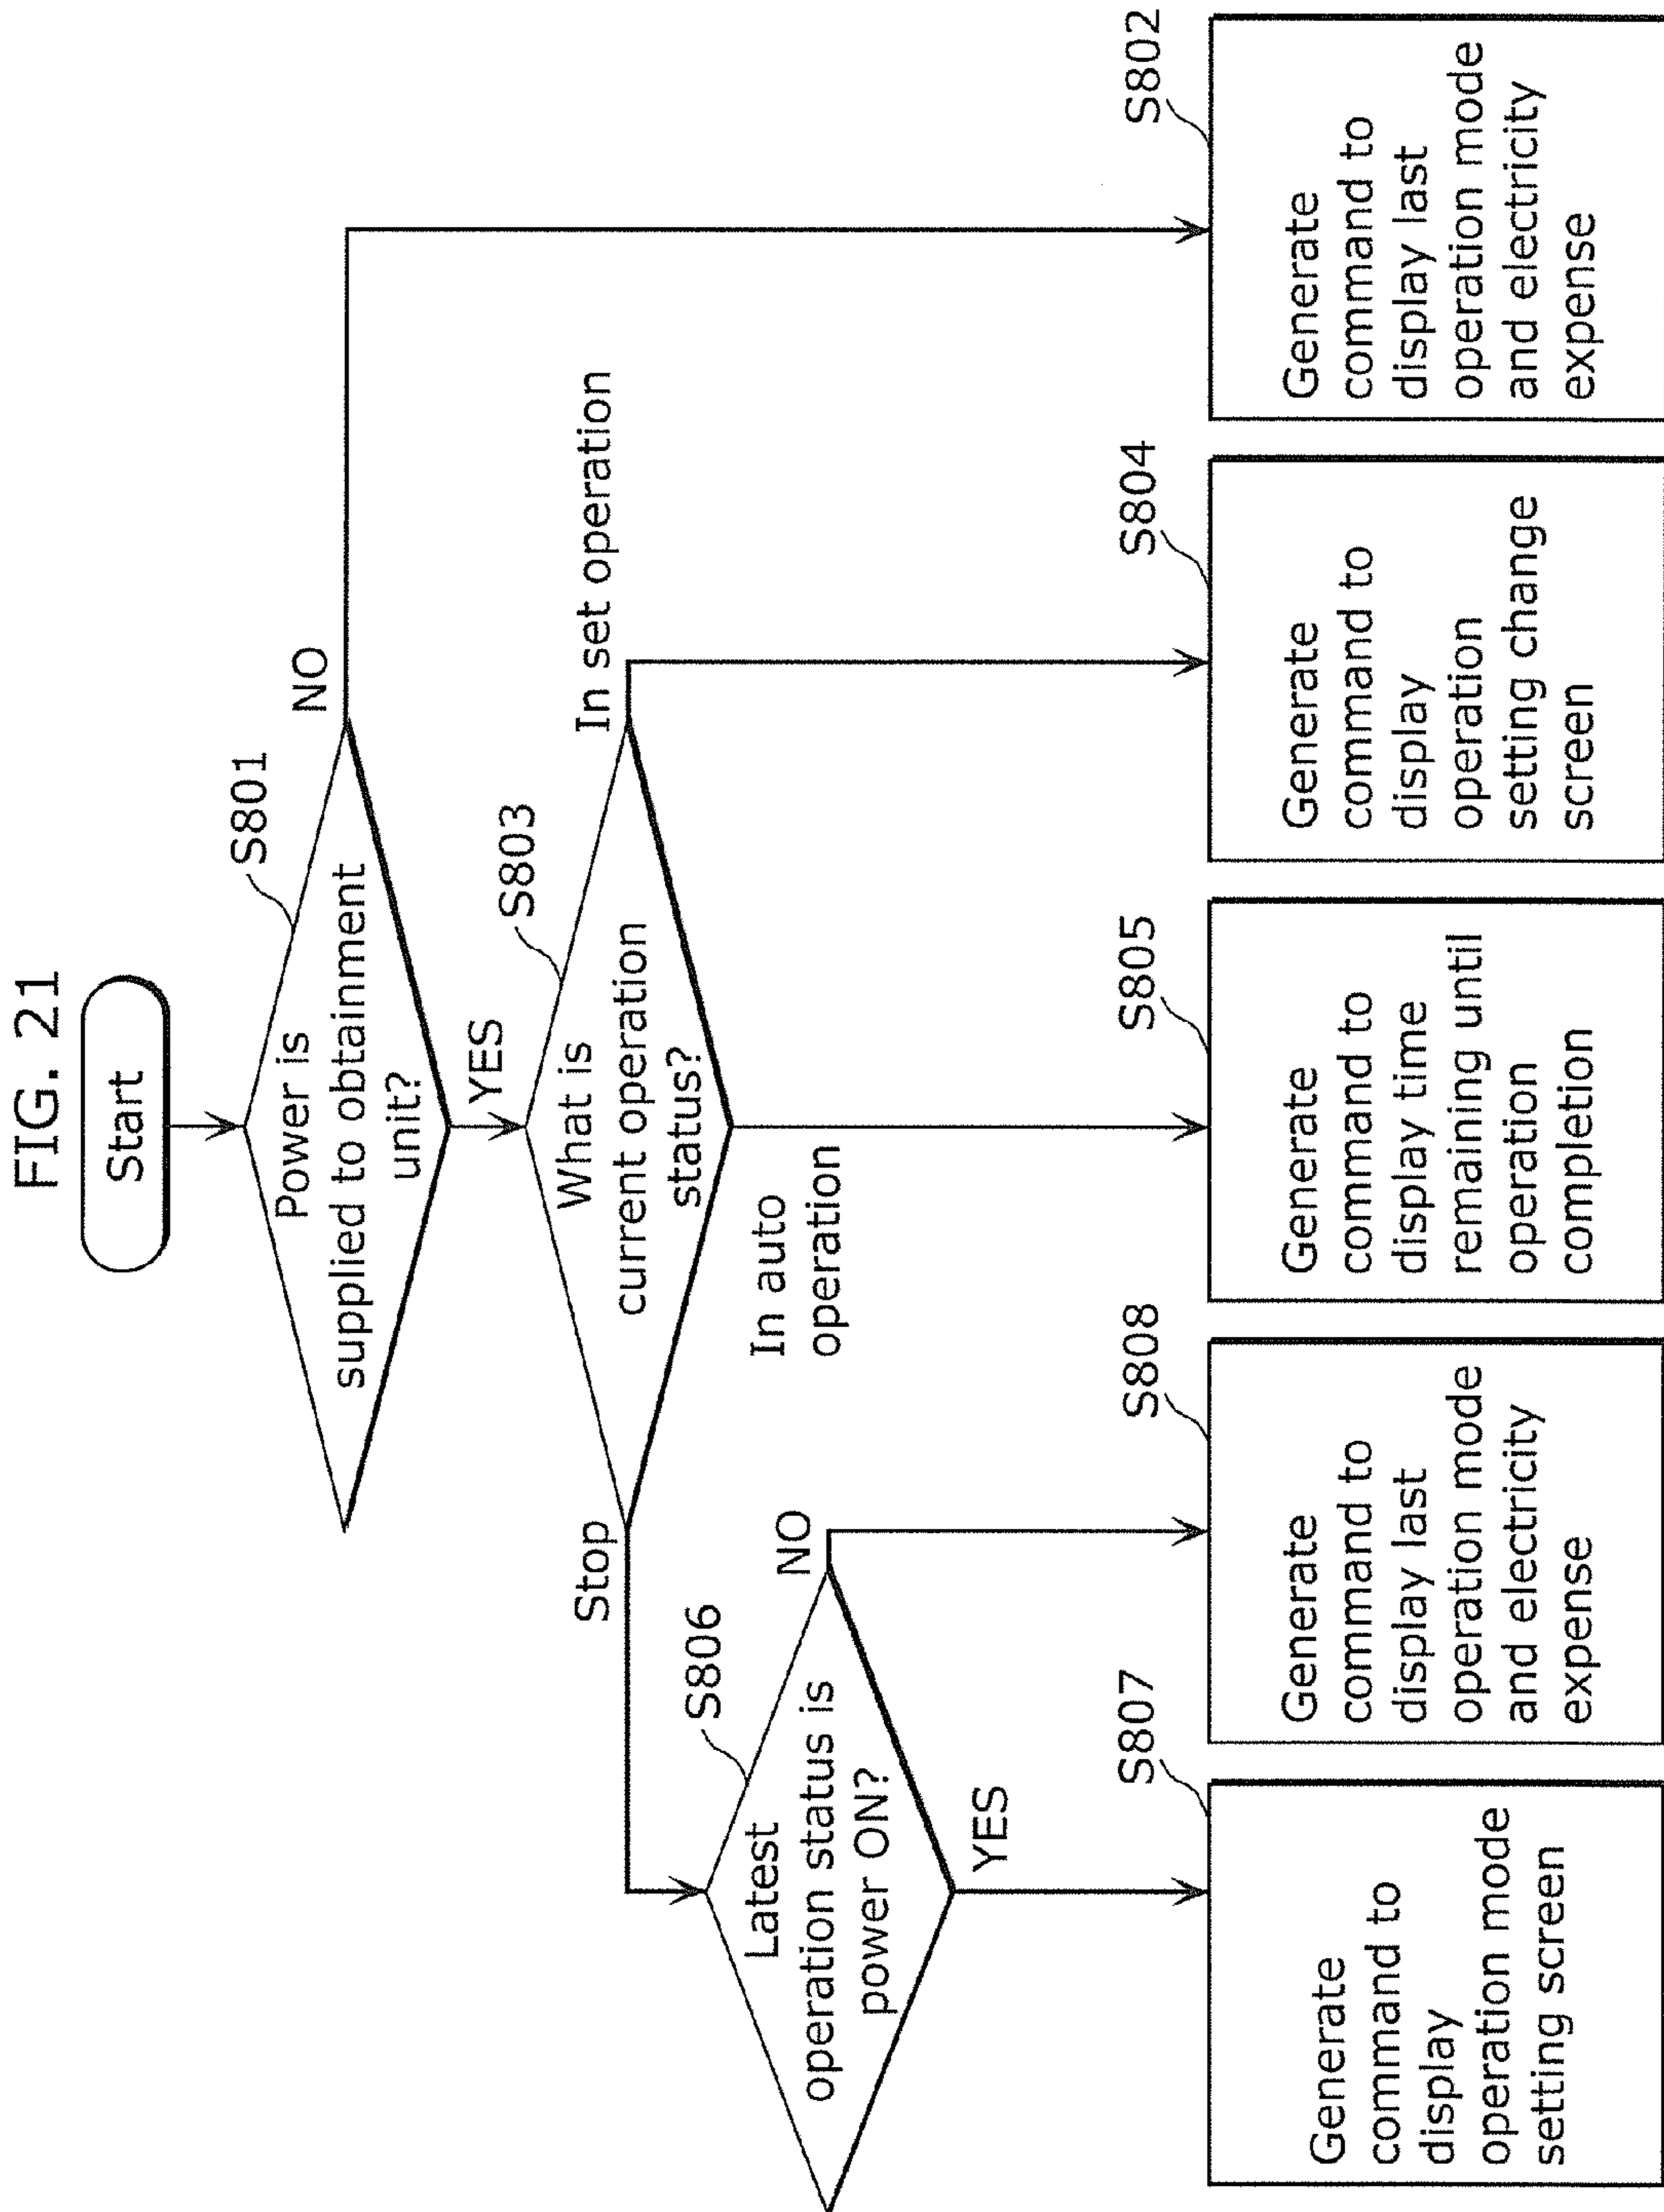 FIG. 21
Start
S801
Power is
supplied to obtainment
unit?
NO
YES
S803
What is
current operation
status?
Stop
In set operation
In auto
operation
S806
Latest
operation status is
power ON?
NO
YES
S807
Generate
command to
display
operation mode
setting screen
S808
Generate
command to
display last
operation mode
and electricity
expense
S805
Generate
command to
display time
remaining until
operation
completion
S804
Generate
command to
display
operation
setting change
screen
S802
Generate
command to
display last
operation mode
and electricity
expense